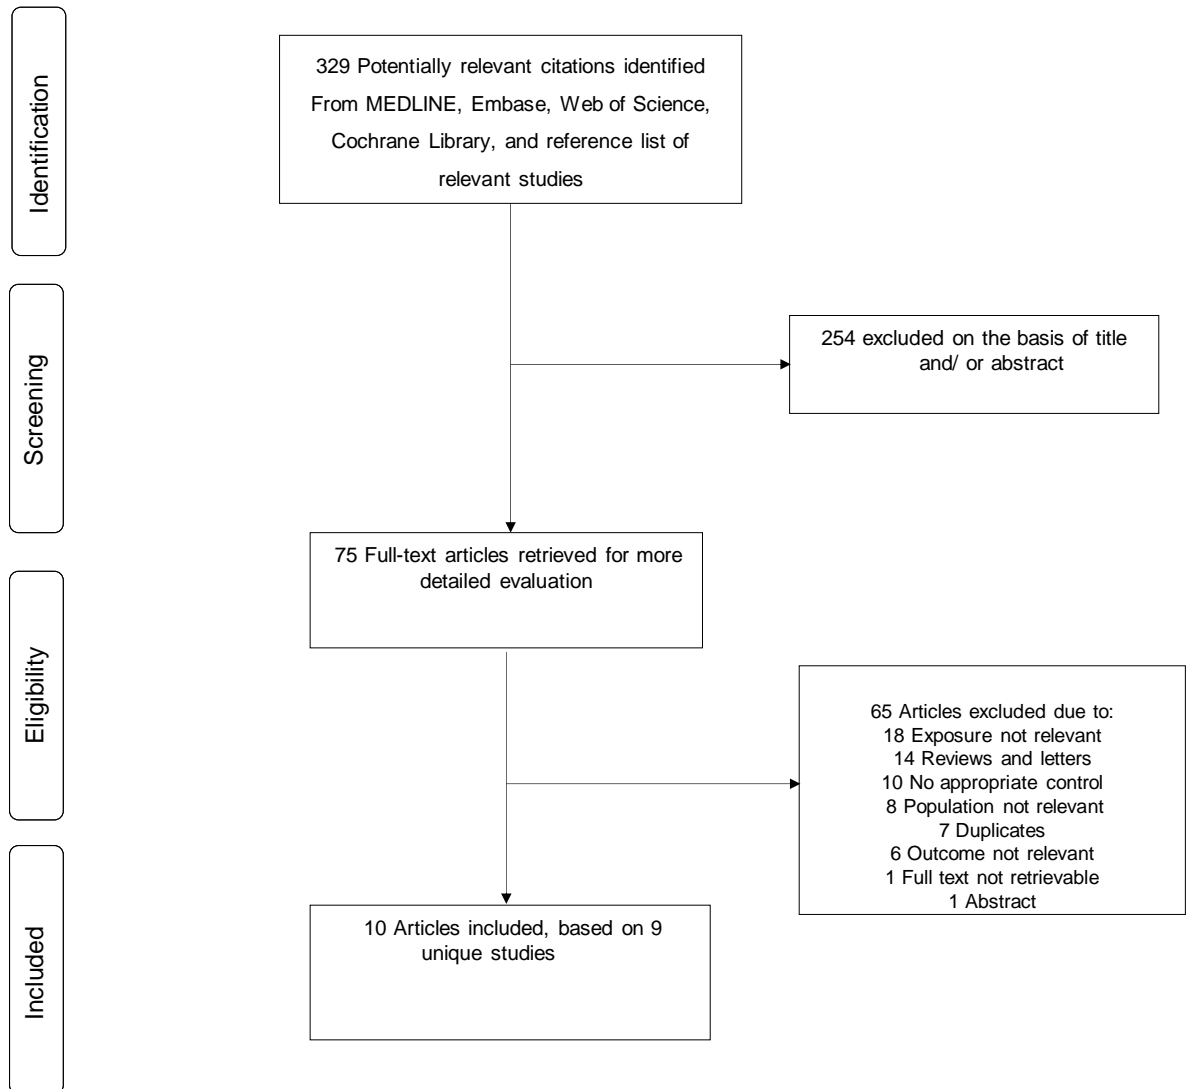 Identification
329 Potentially relevant citations identified
From MEDLINE, Embase, Web of Science,
Cochrane Library, and reference list of
relevant studies
Screening
254 excluded on the basis of title
and/ or abstract
75 Full-text articles retrieved for more
detailed evaluation
Eligibility
65 Articles excluded due to:
18 Exposure not relevant
14 Reviews and letters
10 No appropriate control
8 Population not relevant
7 Duplicates
6 Outcome not relevant
1 Full text not retrievable
1 Abstract
Included
10 Articles included, based on 9
unique studies